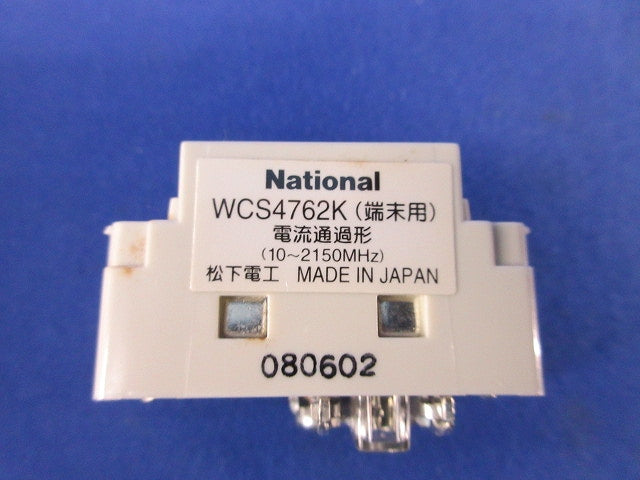 National
WCS4762K（端末用）
電流通過形
（10～2150MHz）
松下電工 MADE IN JAPAN
080602